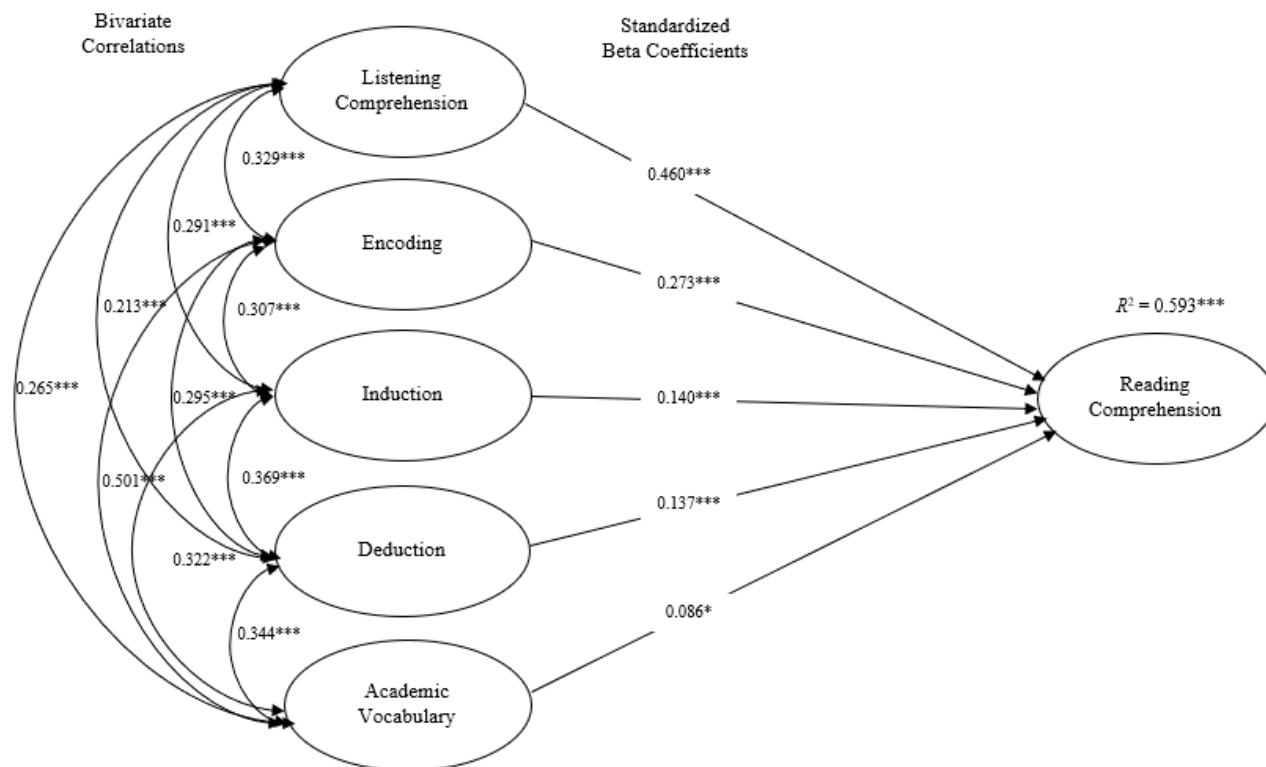 Bivariate
Correlations
Standardized
Beta Coefficients
Listening
Comprehension
0.329***
0.460***
0.291***
Encoding
0.273***
0.213***
0.307***
R² = 0.593***
0.265***
0.295***
Induction
0.140***
Reading
Comprehension
0.501***
0.369***
0.137***
Deduction
0.322***
0.086*
0.344***
Academic
Vocabulary